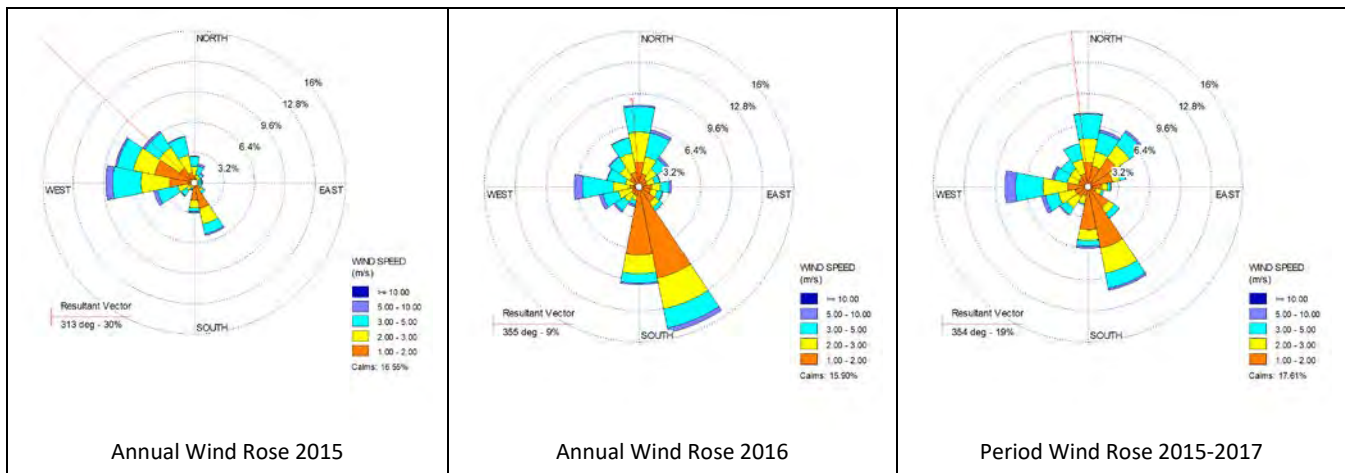 NORTH
16%
12.8%
9.6%
6.4%
3.2%
WEST
EAST
SOUTH
WIND SPEED
(m/s)
>= 10.00
5.00 - 10.00
3.00 - 5.00
2.00 - 3.00
1.00 - 2.00
Calms: 16.55%
Resultant Vector
313 deg - 30%
Annual Wind Rose 2015
NORTH
16%
12.8%
9.6%
6.4%
3.2%
WEST
EAST
SOUTH
WIND SPEED
(m/s)
>= 10.00
5.00 - 10.00
3.00 - 5.00
2.00 - 3.00
1.00 - 2.00
Calms: 15.90%
Resultant Vector
355 deg - 9%
Annual Wind Rose 2016
NORTH
16%
12.8%
9.6%
6.4%
3.2%
WEST
EAST
SOUTH
WIND SPEED
(m/s)
>= 10.00
5.00 - 10.00
3.00 - 5.00
2.00 - 3.00
1.00 - 2.00
Calms: 17.61%
Resultant Vector
354 deg - 19%
Period Wind Rose 2015-2017